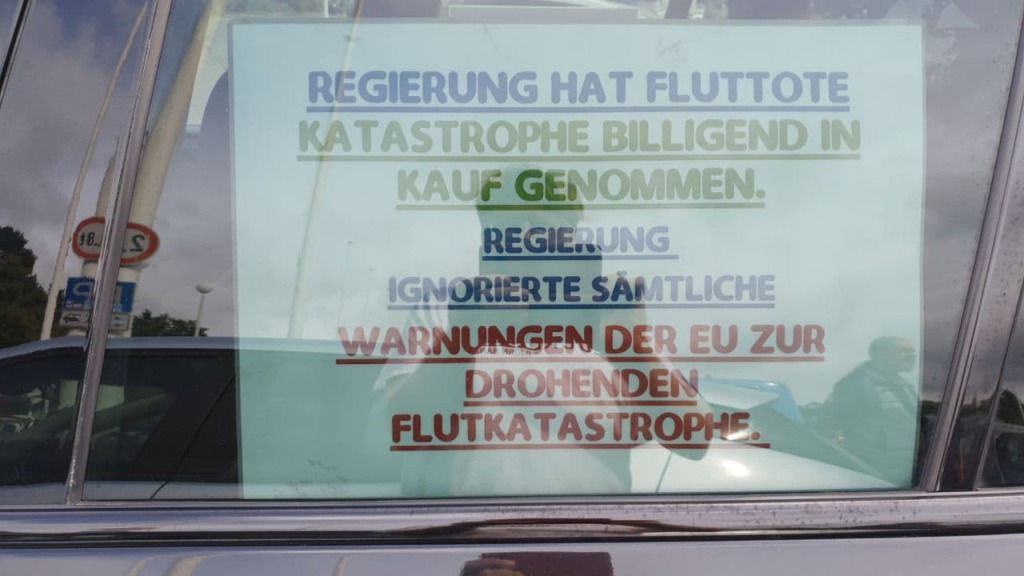 REGIERUNG HAT FLUTTOTE
KATASTROPHE BILLIGEND IN
KAUF GENOMMEN.
REGIERUNG
IGNORIERTE SÄMTLICHE
WARNUNGEN DER EU ZUR
DROHENDEN
FLUTKATASTROPHE.